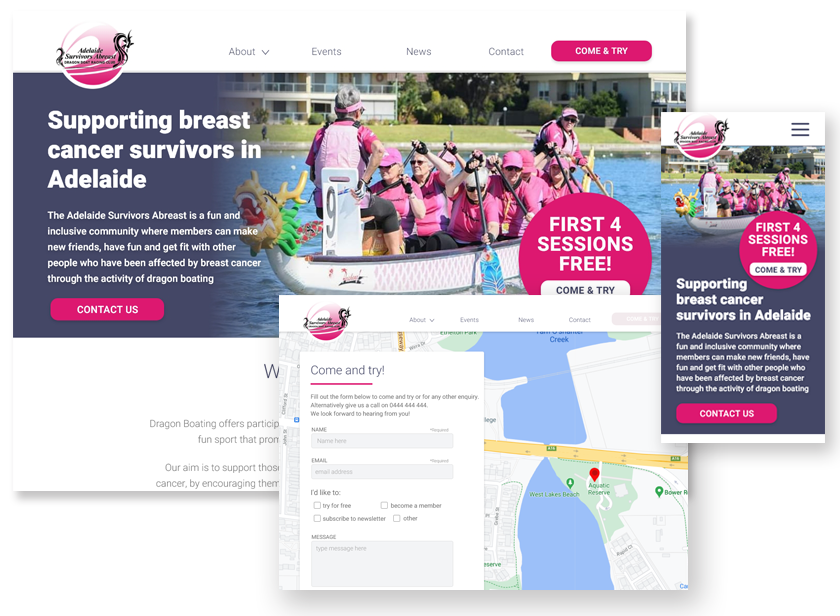 Adelaide
Survivors Abreast
DRAGON BOAT RACING CLUB
About
Events
News
Contact
COME & TRY
Supporting breast
cancer survivors in
Adelaide
The Adelaide Survivors Abreast is a fun and
inclusive community where members can make
new friends, have fun and get fit with other
people who have been affected by breast cancer
through the activity of dragon boating
CONTACT US
9
FIRST 4
SESSIONS
FREE!
COME & TRY
W
Dragon Boating offers particip
fun sport that prom
Our aim is to support those
cancer, by encouraging them
Adelaide
Survivors Abreast
About
Events
News
Contact
COME & TRY
Come and try!
Fill out the form below to come and try or for any other enquiry.
Alternatively give us a call on 0444 444 444.
We look forward to hearing from you!
NAME
*Required
Name here
EMAIL
*Required
email address
I'd like to:
try for free
become a member
subscribe to newsletter
other
MESSAGE
type message here
Creek
lege
A16
A16
West Lakes Beach
Aquatic
Reserve
Bower R
eserve
Rapid Ct
Ca
Adelaide
Survivors Abreast
FIRST 4
SESSIONS
FREE!
COME & TRY
Supporting
breast cancer
survivors in Adelaide
The Adelaide Survivors Abreast is a
fun and inclusive community where
members can make new friends, have
fun and get fit with other people who
have been affected by breast cancer
through the activity of dragon boating
CONTACT US